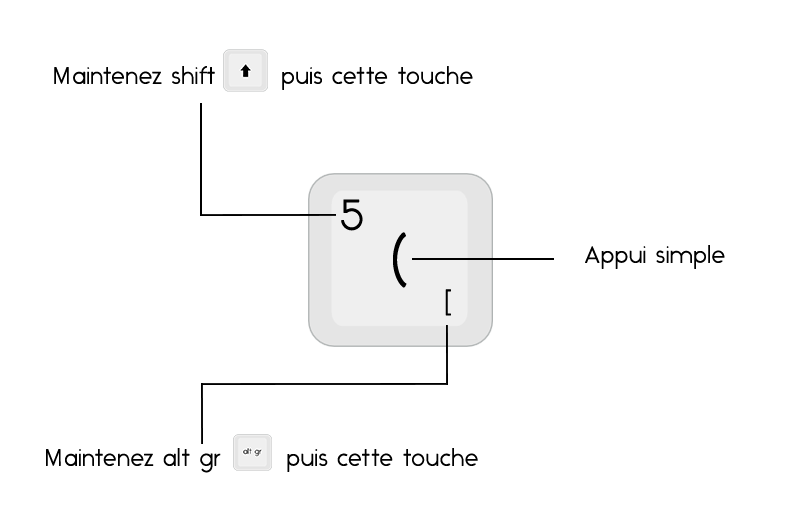 Maintenez shift ⬆ puis cette touche
5
(
Appui simple
[
Maintenez alt gr alt gr puis cette touche